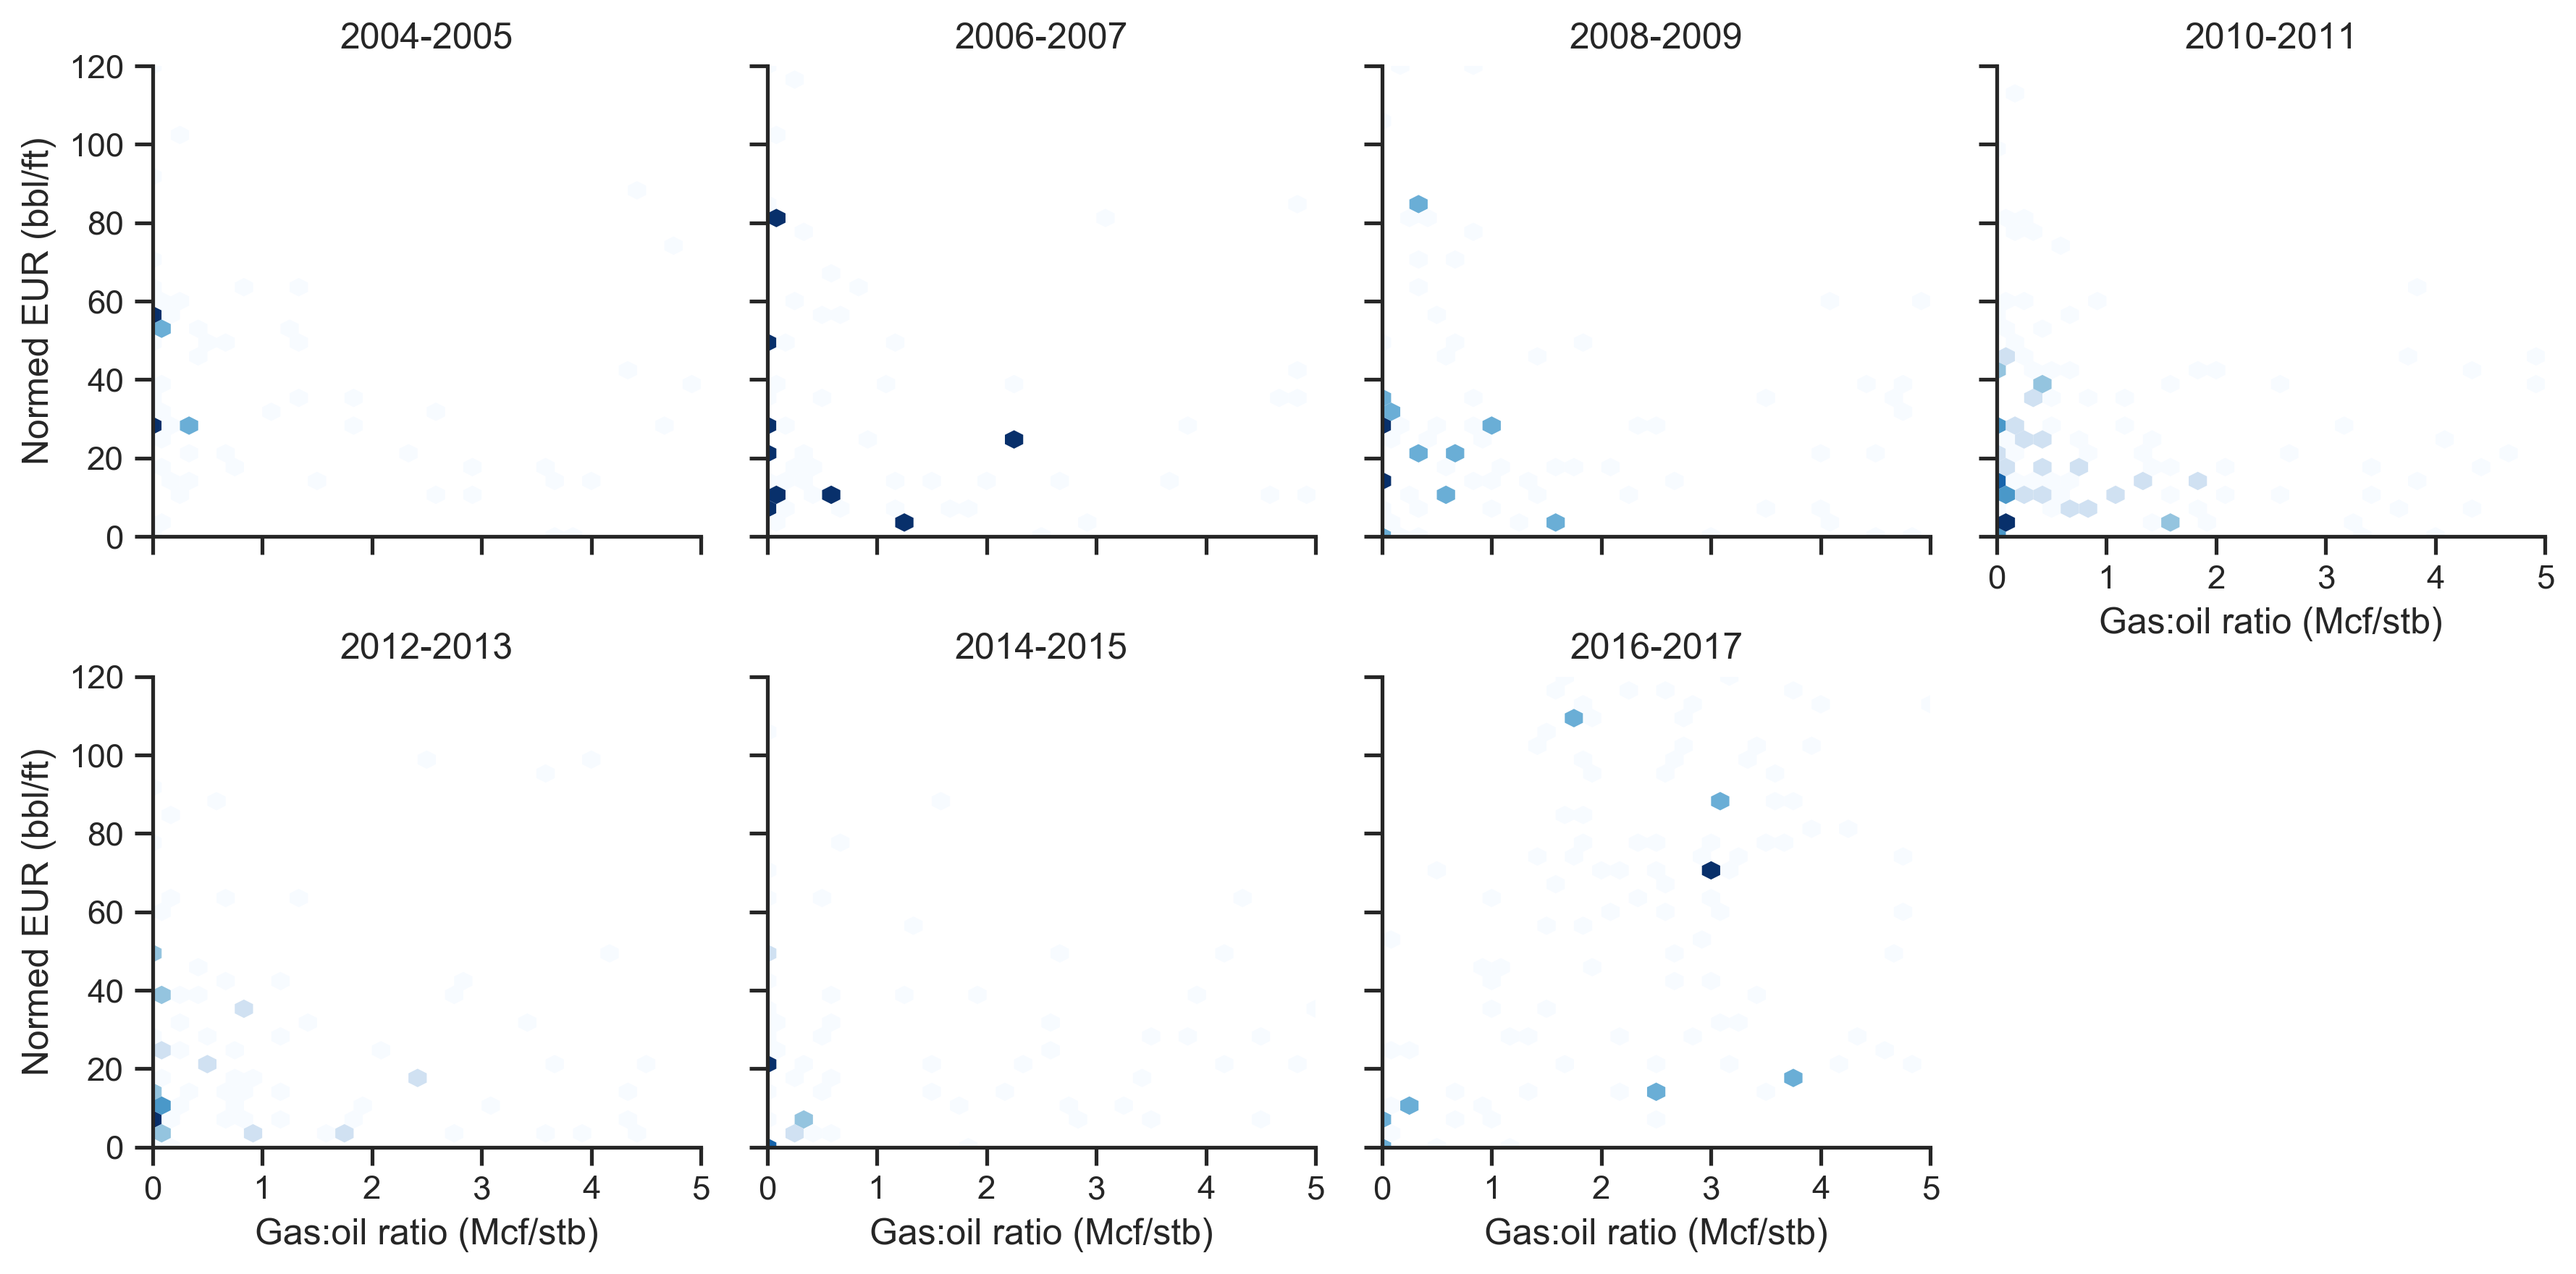 2004-2005 2006-2007 2008-2009 2010-2011
Normed EUR (bbl/ft)
120
100
80
60
40
20
0
0 1 2 3 4 5
Gas:oil ratio (Mcf/stb)
2012-2013 2014-2015 2016-2017
Normed EUR (bbl/ft)
120
100
80
60
40
20
0
0 1 2 3 4 5 0 1 2 3 4 5 0 1 2 3 4 5
Gas:oil ratio (Mcf/stb) Gas:oil ratio (Mcf/stb) Gas:oil ratio (Mcf/stb)